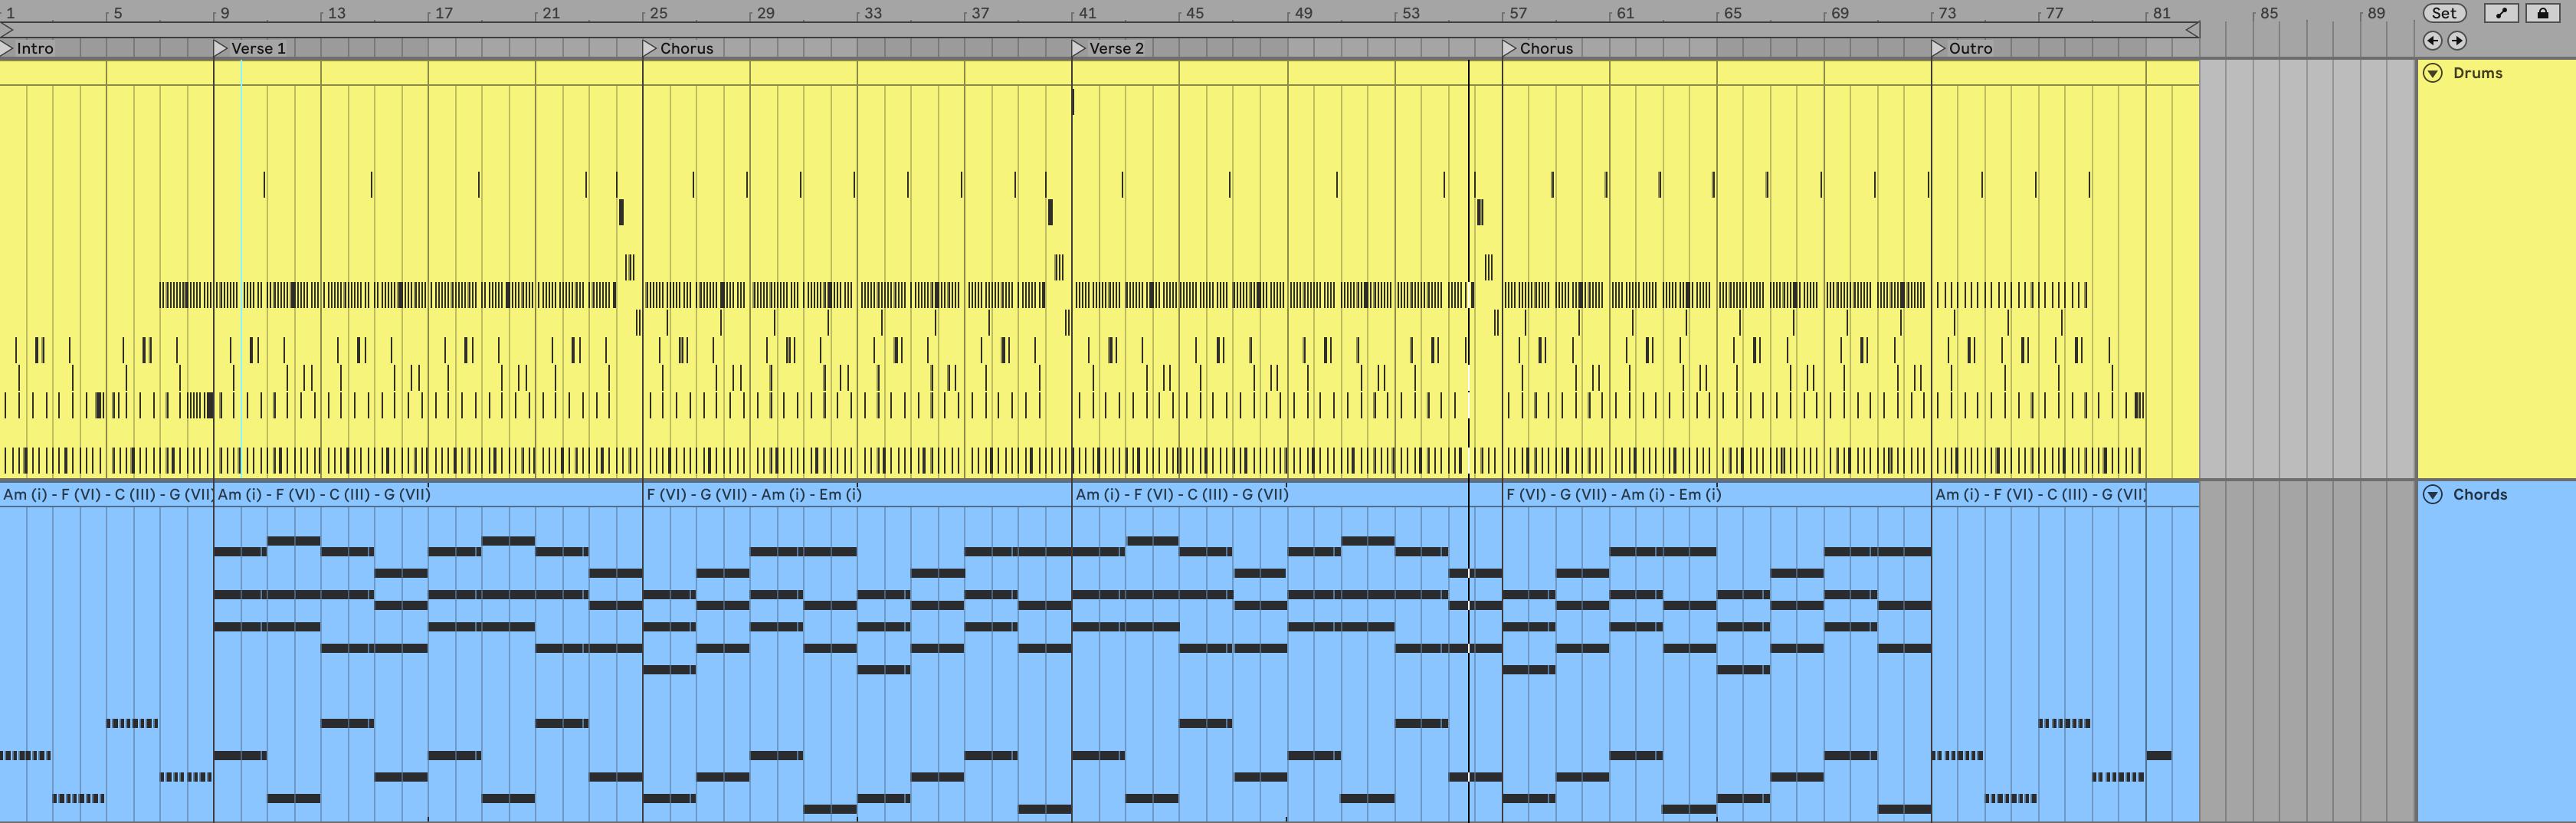 1 5 9 13 17 21 25 29 33 37 41 45 49 53 57 61 65 69 73 77 81 85 89 Set
Intro Verse 1 Chorus Verse 2 Chorus Outro
Drums
Am (i) - F (VI) - C (III) - G (VII) Am (i) - F (VI) - C (III) - G (VII) F (VI) - G (VII) - Am (i) - Em (i) Am (i) - F (VI) - C (III) - G (VII) F (VI) - G (VII) - Am (i) - Em (i) Am (i) - F (VI) - C (III) - G (VII) Chords